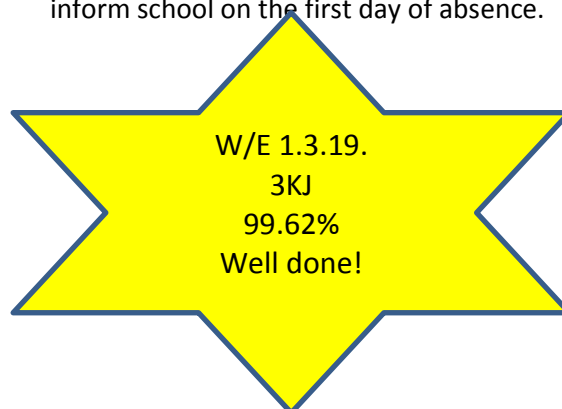 inform school on the first day of absence.
W/E 1.3.19.
3KJ
99.62%
Well done!